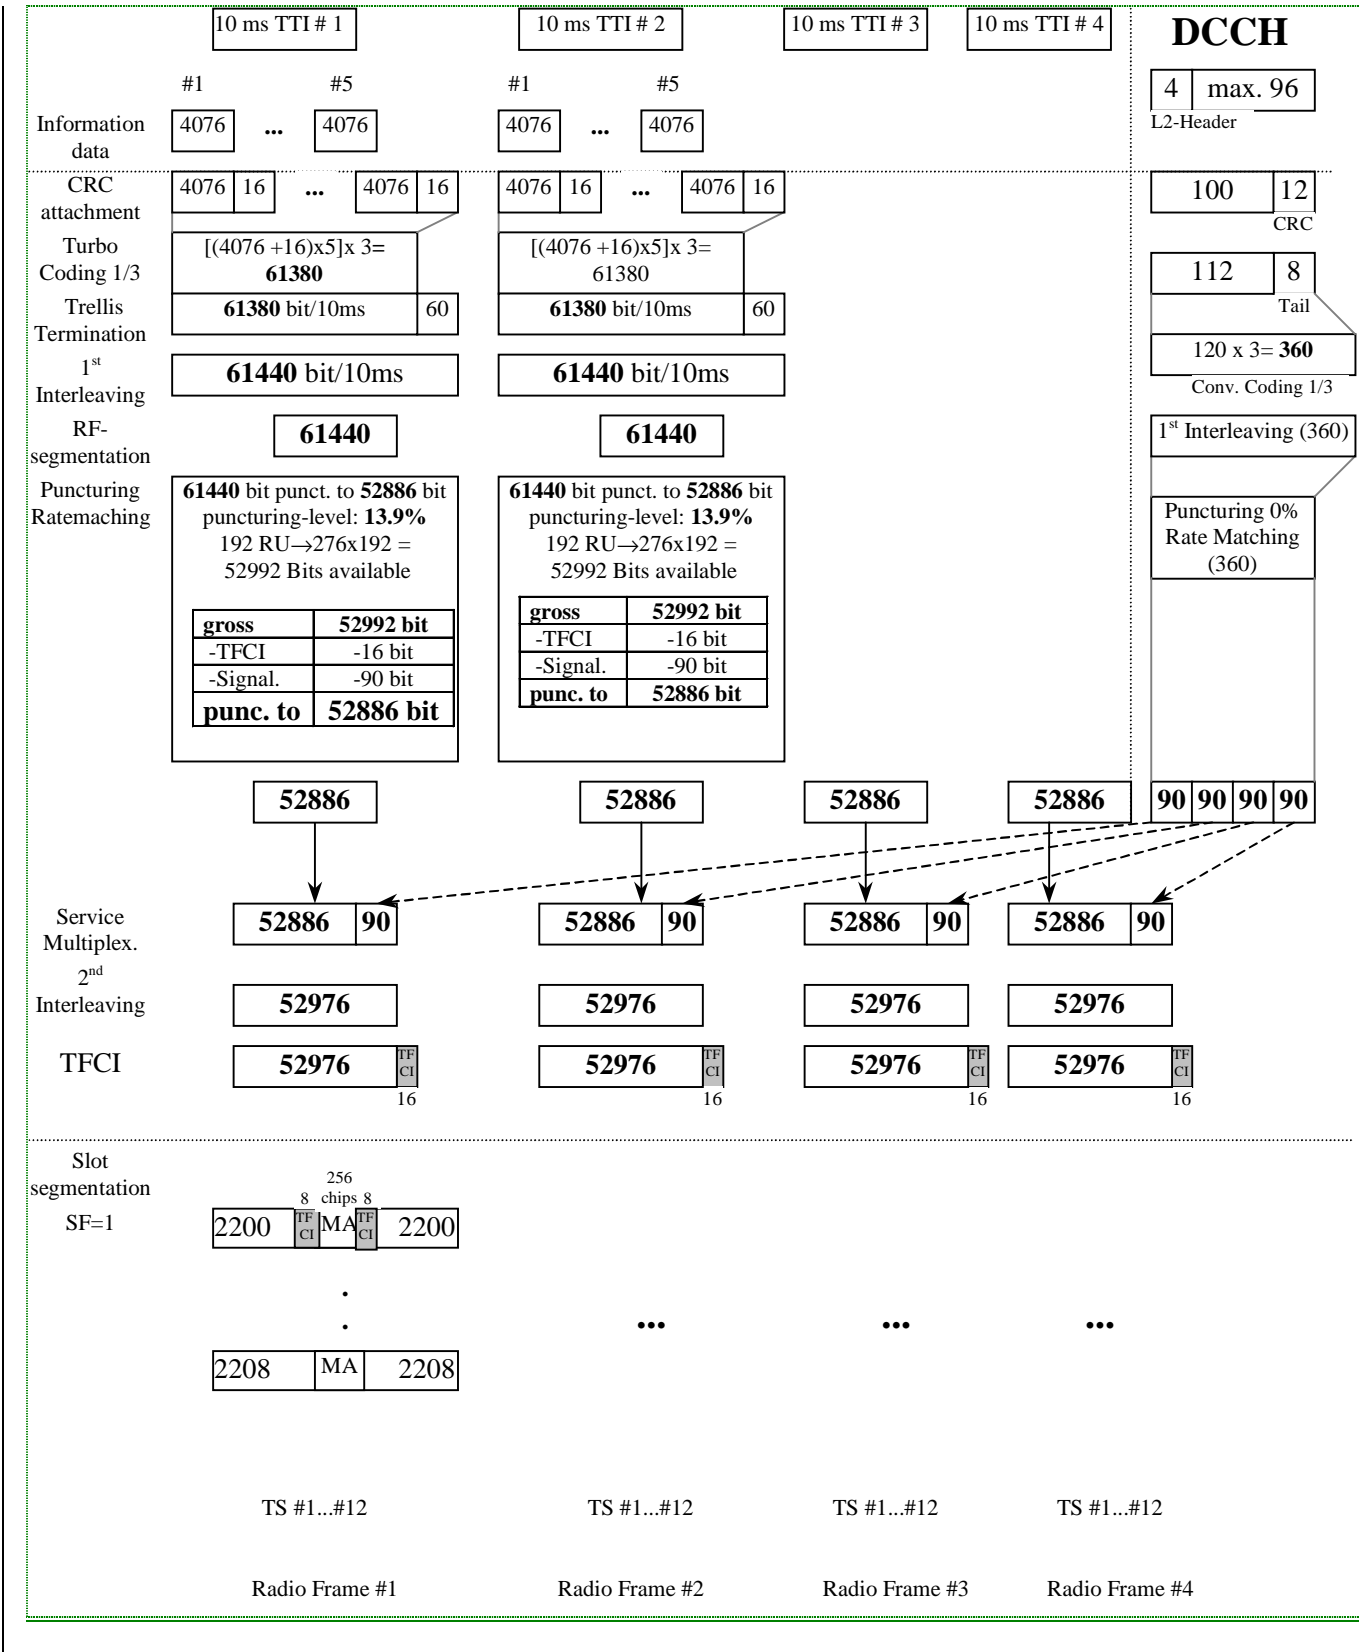 10 ms TTI # 1
10 ms TTI # 2
10 ms TTI # 3
10 ms TTI # 4
DCCH
#1 #5 #1 #5
4 max. 96
L2-Header
Information
data
4076 ... 4076 4076 ... 4076
CRC
attachment
4076 16 ... 4076 16 4076 16 ... 4076 16
100 12
CRC
Turbo
Coding 1/3
[(4076 +16)x5]x 3=
61380
[(4076 +16)x5]x 3=
61380
112 8
Tail
Trellis
Termination
61380 bit/10ms 60
61380 bit/10ms 60
120 x 3= 360
Conv. Coding 1/3
1st
Interleaving
61440 bit/10ms
61440 bit/10ms
RF-
segmentation
61440
61440
1st Interleaving (360)
Puncturing
Ratemaching
61440 bit punct. to 52886 bit
puncturing-level: 13.9%
192 RU→276x192 =
52992 Bits available
gross 52992 bit
-TFCI -16 bit
-Signal. -90 bit
punc. to 52886 bit
61440 bit punct. to 52886 bit
puncturing-level: 13.9%
192 RU→276x192 =
52992 Bits available
gross 52992 bit
-TFCI -16 bit
-Signal. -90 bit
punc. to 52886 bit
Puncturing 0%
Rate Matching
(360)
52886 52886 52886 52886 90 90 90 90
Service
Multiplex.
52886 90 52886 90 52886 90 52886 90
2nd
Interleaving
52976 52976 52976 52976
TFCI
52976 TF
CI
16
52976 TF
CI
16
52976 TF
CI
16
52976 TF
CI
16
Slot
segmentation
SF=1
256
8 chips 8
2200 TF
CI MA TF
CI 2200
.
.
... ... ...
2208 MA 2208
TS #1...#12 TS #1...#12 TS #1...#12 TS #1...#12
Radio Frame #1 Radio Frame #2 Radio Frame #3 Radio Frame #4